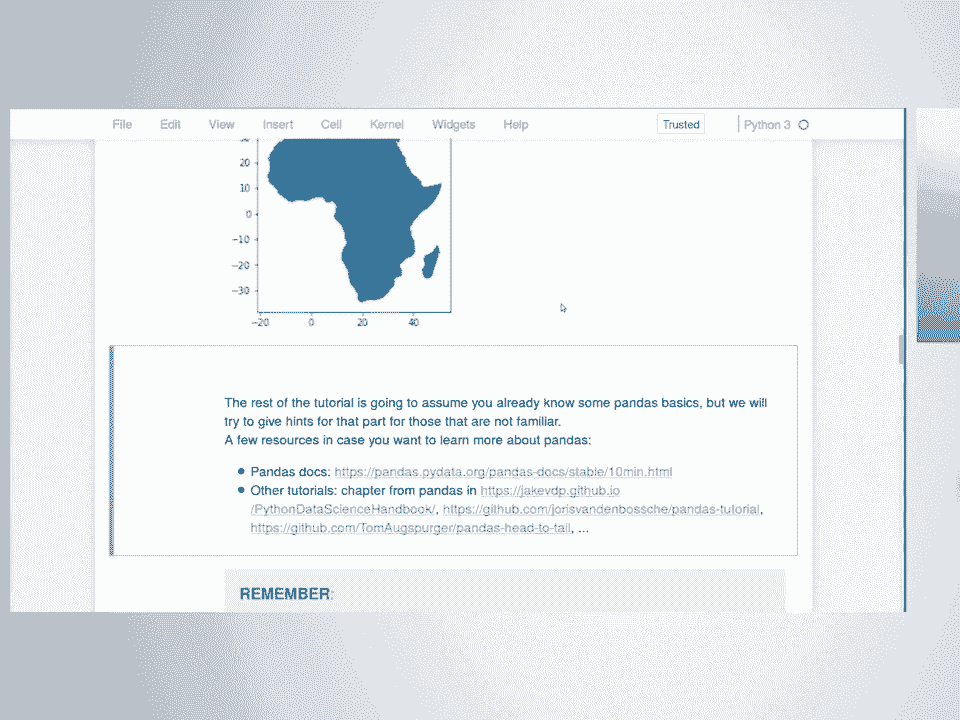 File Edit View Insert Cell Kernel Widgets Help Trusted Python 3
20
10
0
−10
−20
−30
−20 0 20 40
The rest of the tutorial is going to assume you already know some pandas basics, but we will
try to give hints for that part for those that are not familiar.
A few resources in case you want to learn more about pandas:
Pandas docs: https://pandas.pydata.org/pandas-docs/stable/10min.html
Other tutorials: chapter from pandas in https://jakevdp.github.io
/PythonDataScienceHandbook/, https://github.com/jorisvandenbossche/pandas-tutorial,
https://github.com/TomAugspurger/pandas-head-to-tail, ...
REMEMBER: